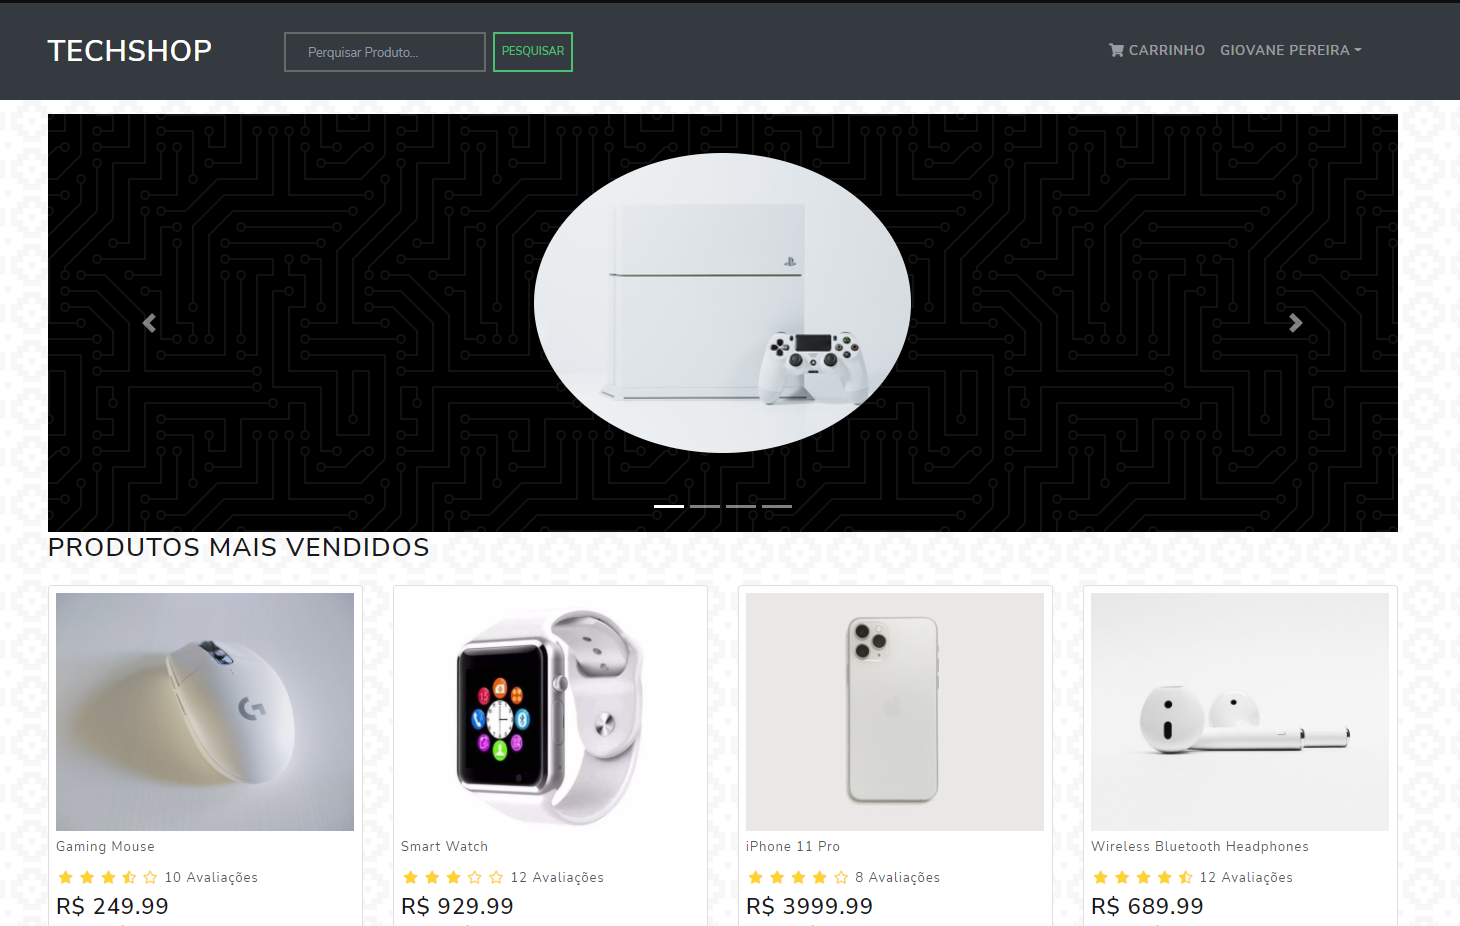 TECHSHOP
Perquisar Produto...
PESQUISAR
CARRINHO
GIOVANE PEREIRA
PRODUTOS MAIS VENDIDOS
Gaming Mouse
10 Avaliações
R$ 249.99
Smart Watch
12 Avaliações
R$ 929.99
iPhone 11 Pro
8 Avaliações
R$ 3999.99
Wireless Bluetooth Headphones
12 Avaliações
R$ 689.99